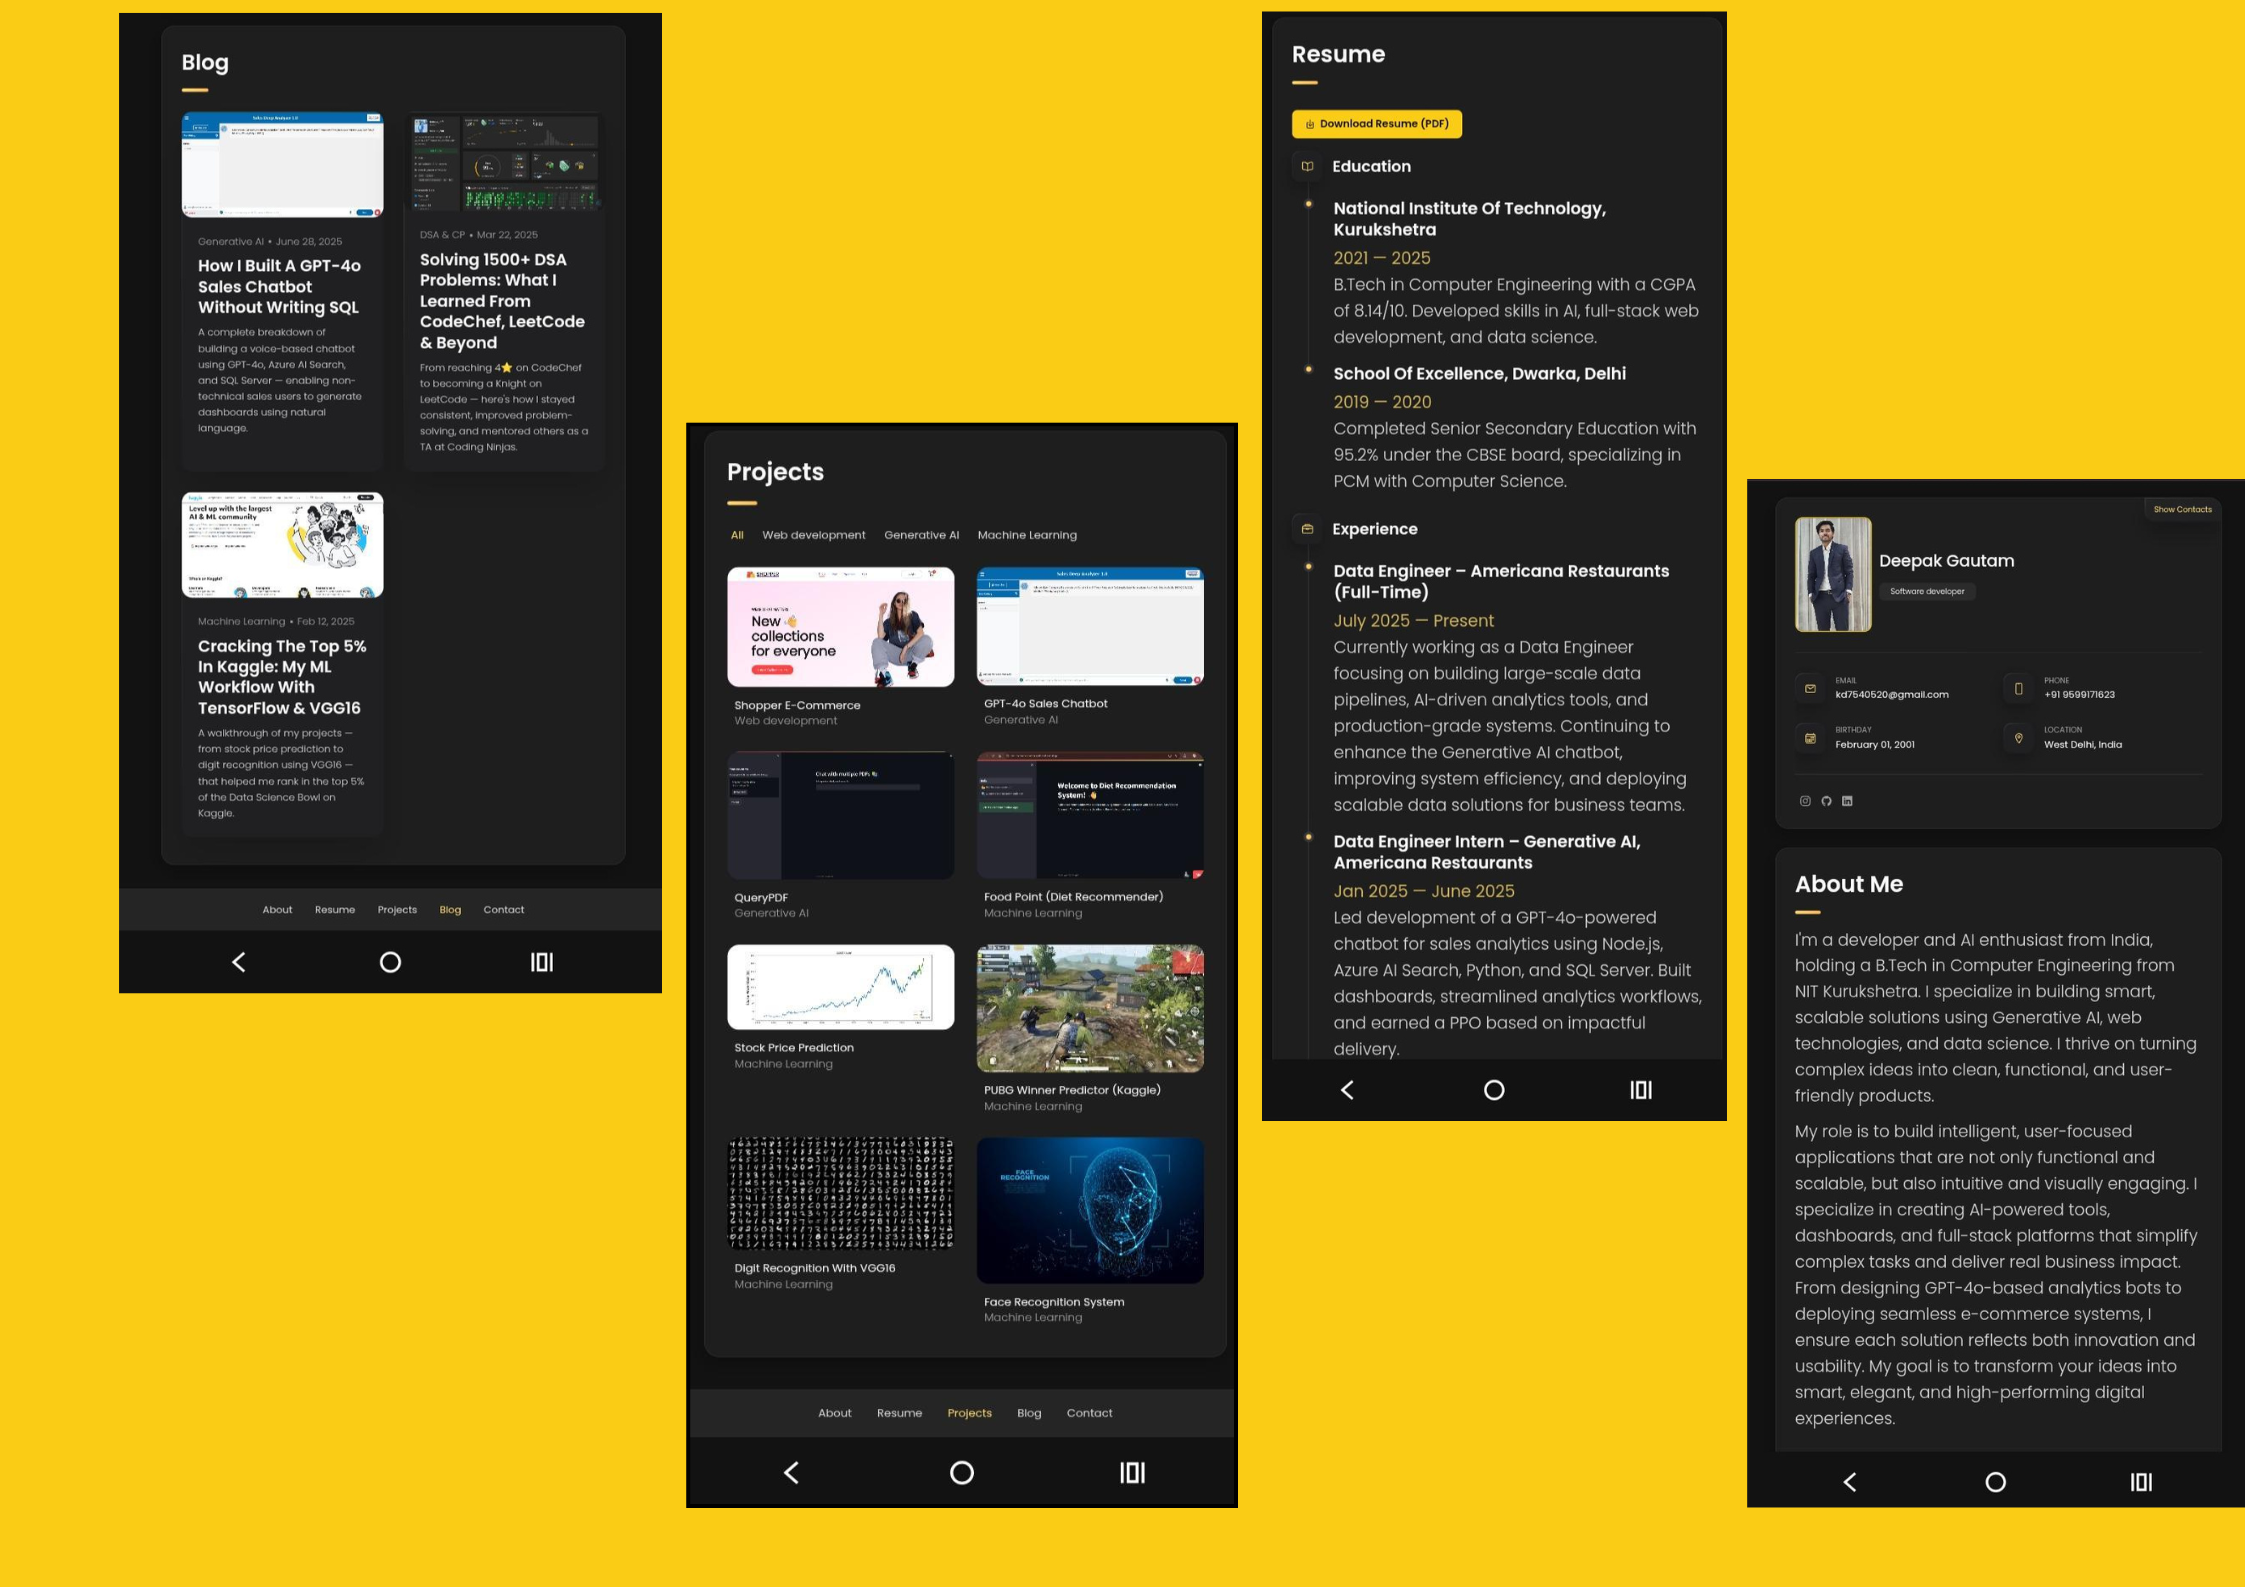 Blog
Sales Deep Analyzer 1.0
Generative AI • June 28, 2025
How I Built A GPT-4o
Sales Chatbot
Without Writing SQL
A complete breakdown of
building a voice-based chatbot
using GPT-4o, Azure AI Search,
and SQL Server — enabling non-
technical sales users to generate
dashboards using natural
language.
DSA & CP • Mar 22, 2025
Solving 1500+ DSA
Problems: What I
Learned From
CodeChef, LeetCode
& Beyond
From reaching 4⭐ on CodeChef
to becoming a Knight on
LeetCode — here's how I stayed
consistent, improved problem-
solving, and mentored others as a
TA at Coding Ninjas.
kaggle
Level up with the largest
AI & ML community
Machine Learning • Feb 12, 2025
Cracking The Top 5%
In Kaggle: My ML
Workflow With
TensorFlow & VGG16
A walkthrough of my projects —
from stock price prediction to
digit recognition using VGG16 —
that helped me rank in the top 5%
of the Data Science Bowl on
Kaggle.
About Resume Projects Blog Contact
Projects
All Web development Generative AI Machine Learning
SHOPPER
New 👋
collections
for everyone
Shopper E-Commerce
Web development
Sales Deep Analyzer 1.0
GPT-4o Sales Chatbot
Generative AI
Chat with multiple PDFs
QueryPDF
Generative AI
Welcome to Diet Recommendation
System! 👋
Food Point (Diet Recommender)
Machine Learning
Stock Price Prediction
Machine Learning
PUBG Winner Predictor (Kaggle)
Machine Learning
Digit Recognition With VGG16
Machine Learning
FACE
RECOGNITION
Face Recognition System
Machine Learning
About Resume Projects Blog Contact
Resume
Download Resume (PDF)
Education
National Institute Of Technology,
Kurukshetra
2021 — 2025
B.Tech in Computer Engineering with a CGPA
of 8.14/10. Developed skills in AI, full-stack web
development, and data science.
School Of Excellence, Dwarka, Delhi
2019 — 2020
Completed Senior Secondary Education with
95.2% under the CBSE board, specializing in
PCM with Computer Science.
Experience
Data Engineer – Americana Restaurants
(Full-Time)
July 2025 — Present
Currently working as a Data Engineer
focusing on building large-scale data
pipelines, AI-driven analytics tools, and
production-grade systems. Continuing to
enhance the Generative AI chatbot,
improving system efficiency, and deploying
scalable data solutions for business teams.
Data Engineer Intern – Generative AI,
Americana Restaurants
Jan 2025 — June 2025
Led development of a GPT-4o-powered
chatbot for sales analytics using Node.js,
Azure AI Search, Python, and SQL Server. Built
dashboards, streamlined analytics workflows,
and earned a PPO based on impactful
delivery.
Show Contacts
Deepak Gautam
Software developer
EMAIL
kd7540520@gmail.com
PHONE
+91 9599171623
BIRTHDAY
February 01, 2001
LOCATION
West Delhi, India
About Me
I'm a developer and AI enthusiast from India,
holding a B.Tech in Computer Engineering from
NIT Kurukshetra. I specialize in building smart,
scalable solutions using Generative AI, web
technologies, and data science. I thrive on turning
complex ideas into clean, functional, and user-
friendly products.
My role is to build intelligent, user-focused
applications that are not only functional and
scalable, but also intuitive and visually engaging. I
specialize in creating AI-powered tools,
dashboards, and full-stack platforms that simplify
complex tasks and deliver real business impact.
From designing GPT-4o-based analytics bots to
deploying seamless e-commerce systems, I
ensure each solution reflects both innovation and
usability. My goal is to transform your ideas into
smart, elegant, and high-performing digital
experiences.